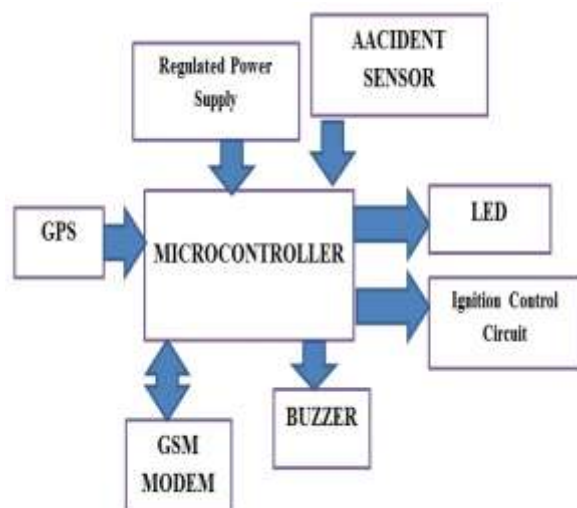 Regulated Power
Supply
AACIDENT
SENSOR
GPS
MICROCONTROLLER
LED
Ignition Control
Circuit
BUZZER
GSM
MODEM